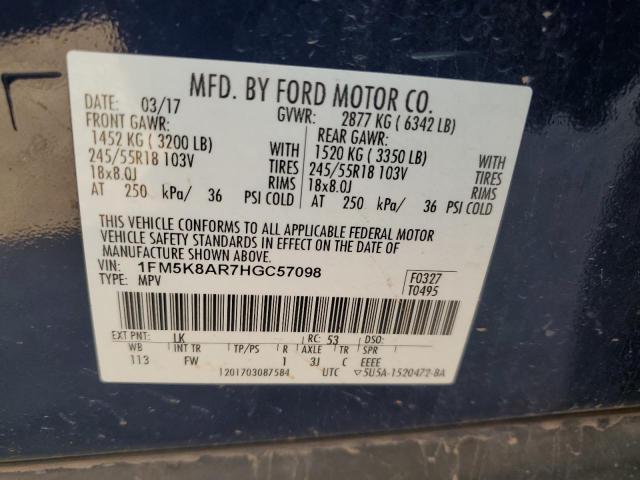 MFD. BY FORD MOTOR CO.
DATE: 03/17 GVWR: 2877 KG ( 6342 LB)
FRONT GAWR: REAR GAWR:
1452 KG ( 3200 LB) WITH 1520 KG ( 3350 LB) WITH
245/55R18 103V TIRES 245/55R18 103V TIRES
18x8.0J RIMS 18x8.0J RIMS
AT 250 kPa/ 36 PSI COLD AT 250 kPa/ 36 PSI COLD
THIS VEHICLE CONFORMS TO ALL APPLICABLE FEDERAL MOTOR
VEHICLE SAFETY STANDARDS IN EFFECT ON THE DATE OF
MANUFACTURE SHOWN ABOVE.
VIN: 1FM5K8AR7HGC57098 F0327
TYPE: MPV T0495
EXT PNT: LK RC: 53 DSO:
WB INT TR TP/PS R AXLE TR SPR
113 FW 1 3J C EEEE
1201703087584 UTC ▽5U5A-1520472-BA